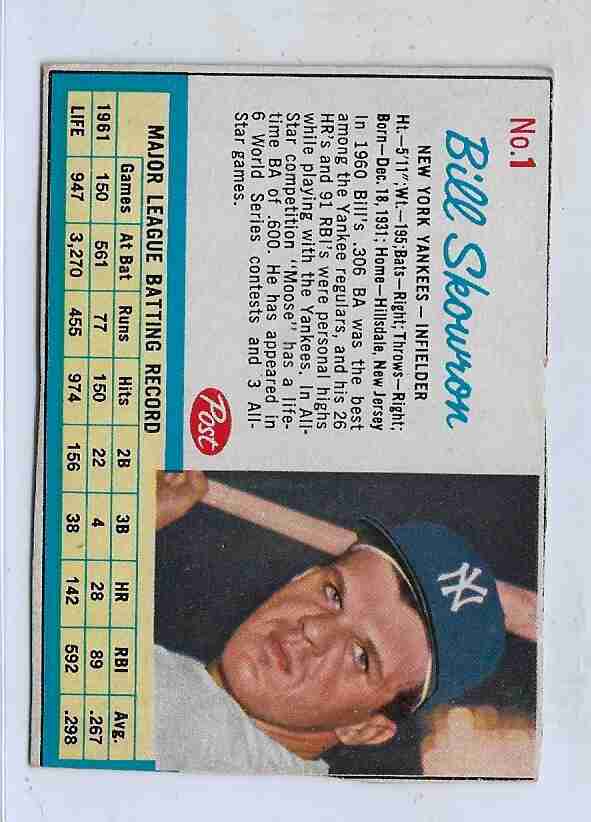 No.1
Bill Skowron
NEW YORK YANKEES — INFIELDER
Ht.—5'11";Wt.—195;Bats—Right; Throws—Right;
Born—Dec. 18, 1931; Home—Hillsdale, New Jersey
In 1960 Bill's .306 BA was the best
among the Yankee regulars, and his 26
HR's and 91 RBI's were personal highs
while playing with the Yankees. In All-
Star competition "Moose" has a life-
time BA of .600. He has appeared in
6 World Series contests and 3 All-
Star games.
Post
MAJOR LEAGUE BATTING RECORD
Games At Bat Runs Hits 2B 3B HR RBI Avg.
1961 150 561 77 150 22 4 28 89 .267
LIFE 947 3,270 455 974 156 38 142 592 .298
NY